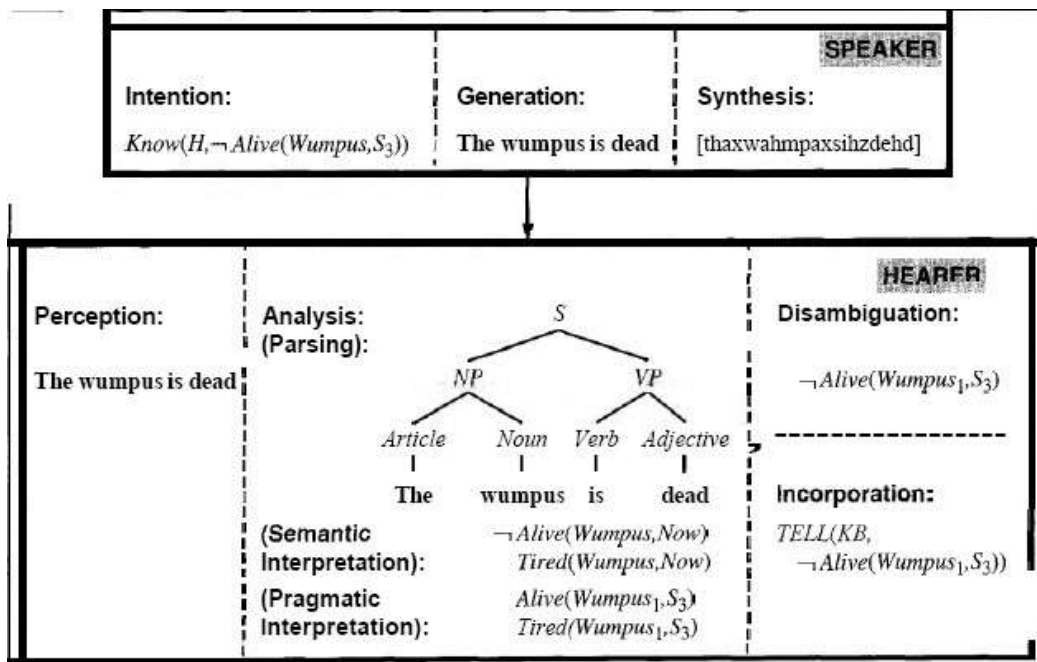 SPEAKER
Intention:
Generation:
Synthesis:
Know(H,¬Alive(Wumpus,S₃))
The wumpus is dead
[thaxwahmpaxsihzdehd]
HEARER
Perception:
The wumpus is dead
Analysis:
(Parsing):
S
NP VP
Article Noun Verb Adjective
The wumpus is dead
(Semantic
Interpretation):
¬Alive(Wumpus,Now)
Tired(Wumpus,Now)
(Pragmatic
Interpretation):
Alive(Wumpus₁,S₃)
Tired(Wumpus₁,S₃)
Disambiguation:
¬Alive(Wumpus₁,S₃)
Incorporation:
TELL(KB,
¬Alive(Wumpus₁,S₃))